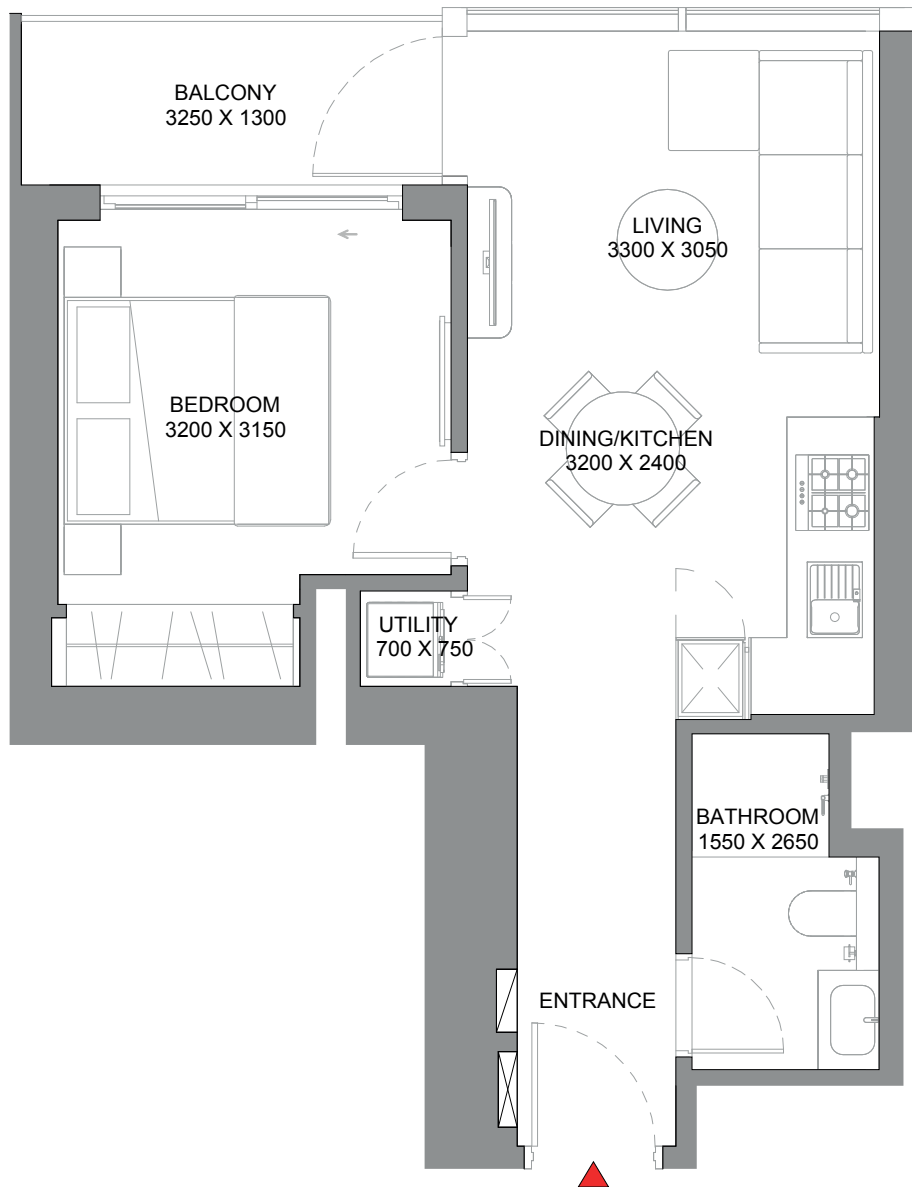 BALCONY
3250 X 1300
LIVING
3300 X 3050
BEDROOM
3200 X 3150
DINING/KITCHEN
3200 X 2400
UTILITY
700 X 750
BATHROOM
1550 X 2650
ENTRANCE